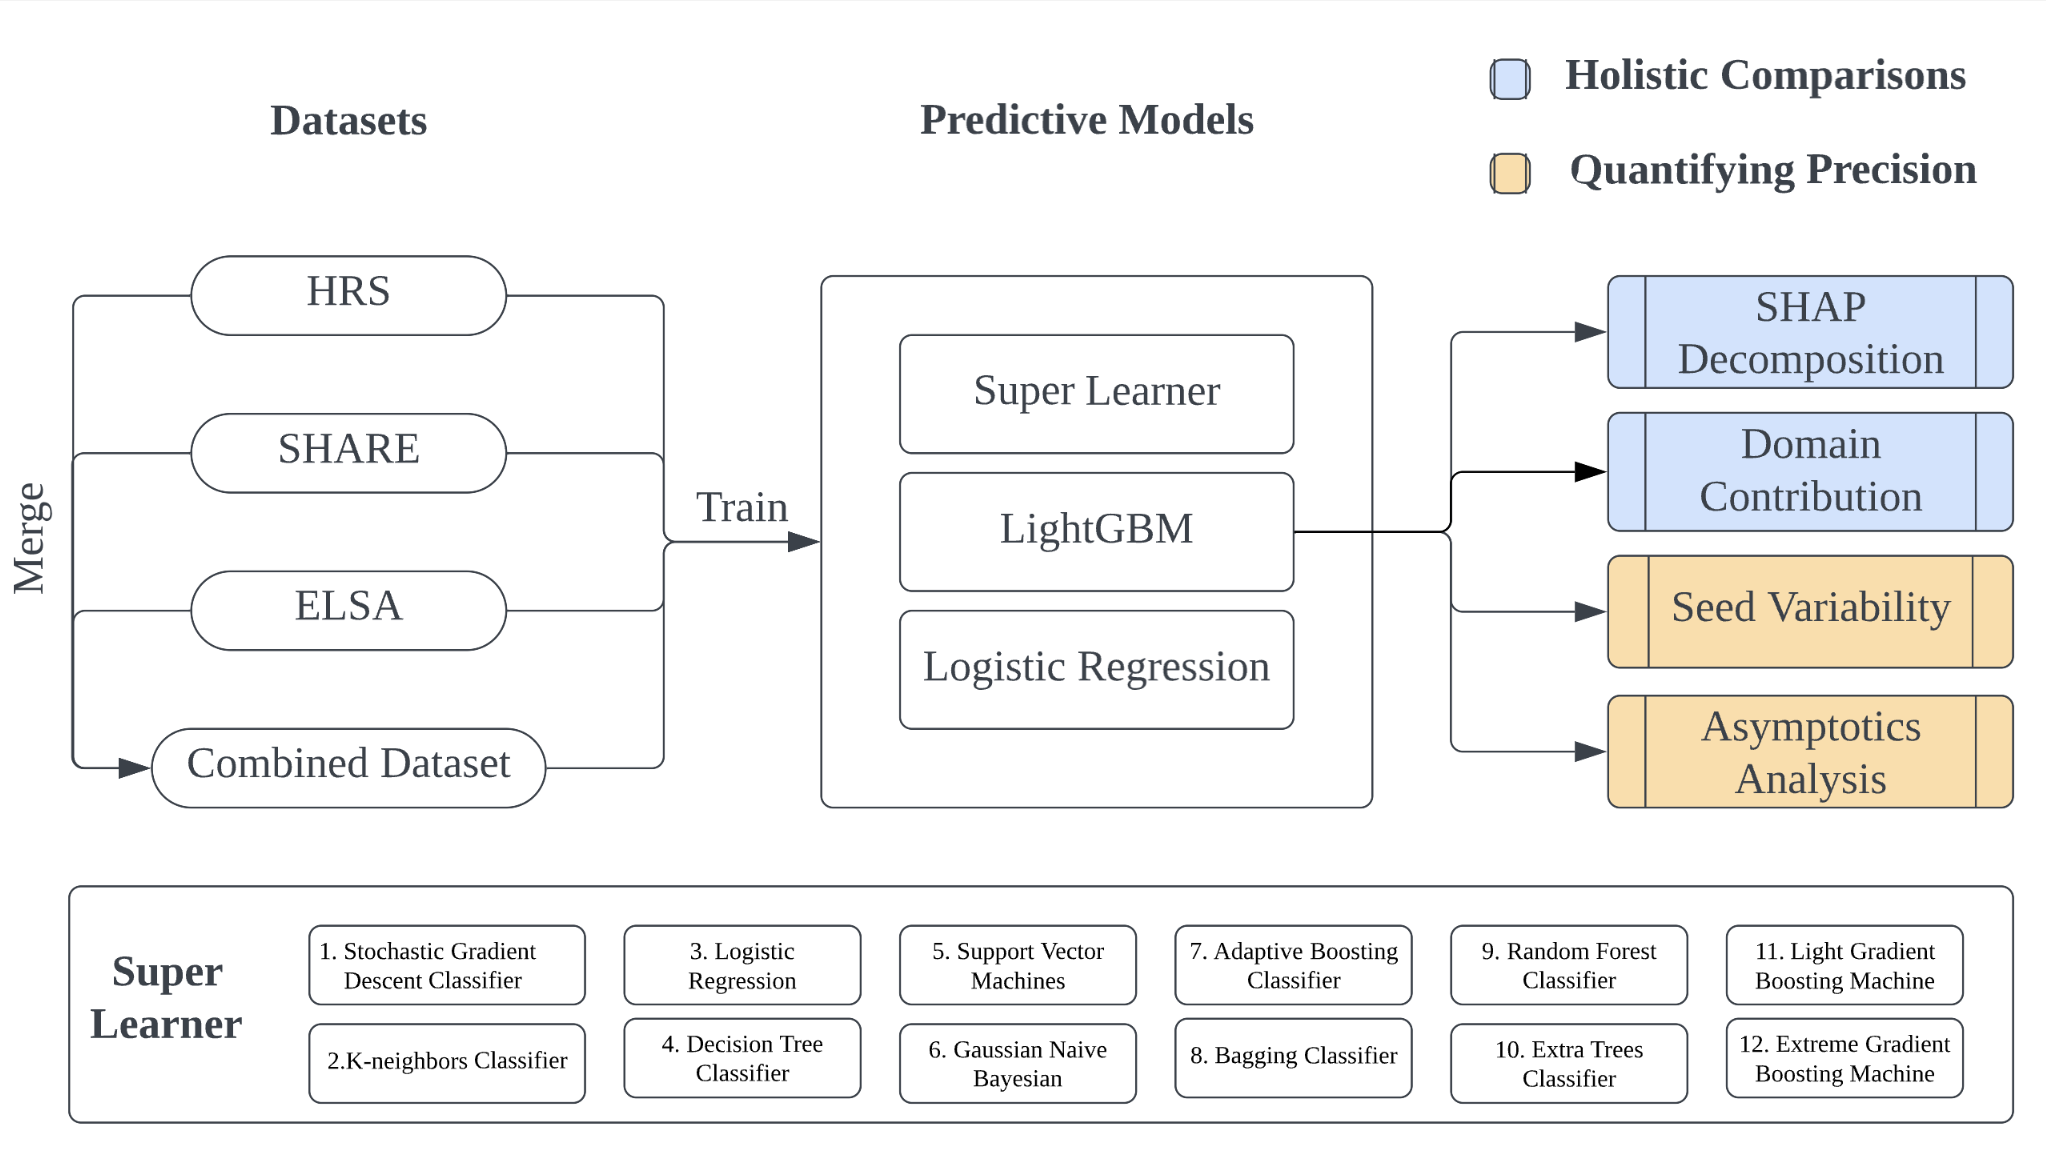 Holistic Comparisons
Quantifying Precision
Datasets
Predictive Models
HRS
SHARE
ELSA
Combined Dataset
Merge
Train
Super Learner
LightGBM
Logistic Regression
SHAP
Decomposition
Domain
Contribution
Seed Variability
Asymptotics
Analysis
Super
Learner
1. Stochastic Gradient
Descent Classifier
2.K-neighbors Classifier
3. Logistic
Regression
4. Decision Tree
Classifier
5. Support Vector
Machines
6. Gaussian Naive
Bayesian
7. Adaptive Boosting
Classifier
8. Bagging Classifier
9. Random Forest
Classifier
10. Extra Trees
Classifier
11. Light Gradient
Boosting Machine
12. Extreme Gradient
Boosting Machine